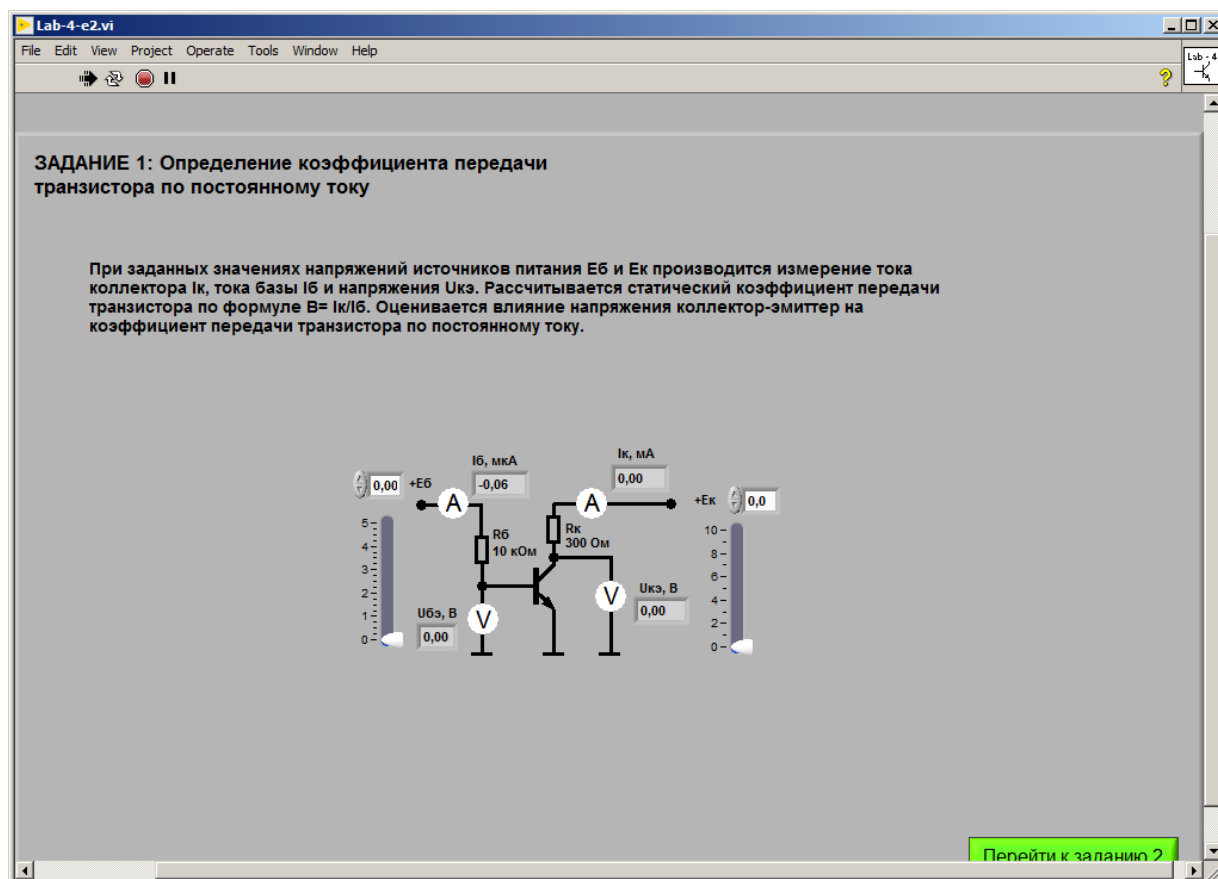 Lab-4-e2.vi
File Edit View Project Operate Tools Window Help
Lab - 4
ЗАДАНИЕ 1: Определение коэффициента передачи
транзистора по постоянному току
При заданных значениях напряжений источников питания Еб и Ек производится измерение тока
коллектора Iк, тока базы Iб и напряжения Uкэ. Рассчитывается статический коэффициент передачи
транзистора по формуле B= Iк/Iб. Оценивается влияние напряжения коллектор-эмиттер на
коэффициент передачи транзистора по постоянному току.
Iб, мкА
-0,06
Iк, мА
0,00
0,00
+Еб
A
A
+Ек
0,0
Rб
10 кОм
Rк
300 Ом
5
4
3
2
1
0
10
8
6
4
2
0
Uбэ, В
0,00
V
V
Uкэ, В
0,00
Перейти к заданию 2